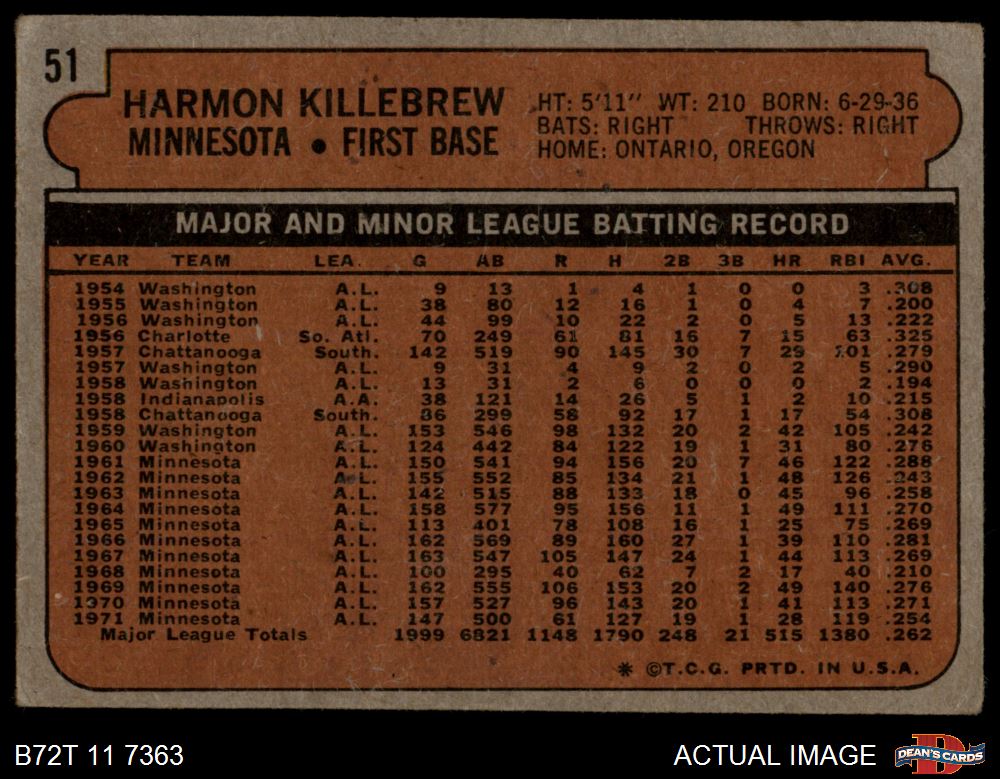 51
HARMON KILLEBREW
MINNESOTA • FIRST BASE
HT: 5'11" WT: 210 BORN: 6-29-36
BATS: RIGHT THROWS: RIGHT
HOME: ONTARIO, OREGON
MAJOR AND MINOR LEAGUE BATTING RECORD
YEAR TEAM LEA. G AB R H 2B 3B HR RBI AVG.
1954 Washington A.L. 9 13 1 4 1 0 0 3 .308
1955 Washington A.L. 38 80 12 16 1 0 4 7 .200
1956 Washington A.L. 44 99 10 22 2 0 5 13 .222
1956 Charlotte So. Atl. 70 249 61 81 16 7 15 63 .325
1957 Chattanooga South. 142 519 90 145 30 7 29 101 .279
1957 Washington A.L. 9 31 4 9 2 0 2 5 .290
1958 Washington A.L. 13 31 2 6 0 0 0 2 .194
1958 Indianapolis A.A. 38 121 14 26 5 1 2 10 .215
1958 Chattanooga South. 86 299 58 92 17 1 17 54 .308
1959 Washington A.L. 153 546 98 132 20 2 42 105 .242
1960 Washington A.L. 124 442 84 122 19 1 31 80 .276
1961 Minnesota A.L. 150 541 94 156 20 7 46 122 .288
1962 Minnesota A.L. 155 552 85 134 21 1 48 126 .243
1963 Minnesota A.L. 142 515 88 133 18 0 45 96 .258
1964 Minnesota A.L. 158 577 95 156 11 1 49 111 .270
1965 Minnesota A.L. 113 401 78 108 16 1 25 75 .269
1966 Minnesota A.L. 162 569 89 160 27 1 39 110 .281
1967 Minnesota A.L. 163 547 105 147 24 1 44 113 .269
1968 Minnesota A.L. 100 295 40 62 7 2 17 40 .210
1969 Minnesota A.L. 162 555 106 153 20 2 49 140 .276
1970 Minnesota A.L. 157 527 96 143 20 1 41 113 .271
1971 Minnesota A.L. 147 500 61 127 19 1 28 119 .254
Major League Totals 1999 6821 1148 1790 248 21 515 1380 .262
* ©T.C.G. PRTD. IN U.S.A.
B72T 11 7363
ACTUAL IMAGE
DEAN'S CARDS